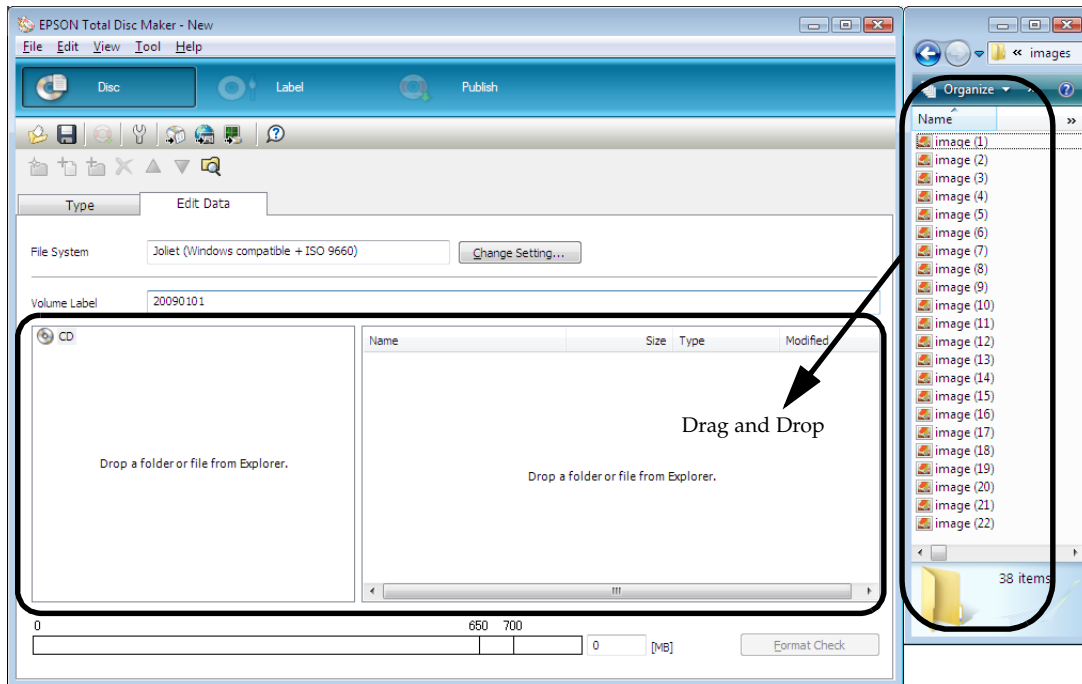 EPSON Total Disc Maker - New
File Edit View Tool Help
Disc Label Publish
Type Edit Data
File System Joliet (Windows compatible + ISO 9660) Change Setting...
Volume Label 20090101
CD
Drop a folder or file from Explorer.
Name Size Type Modified
Drag and Drop
Drop a folder or file from Explorer.
0 650 700
0 [MB] Format Check
« images
Organize »
Name »
image (1)
image (2)
image (3)
image (4)
image (5)
image (6)
image (7)
image (8)
image (9)
image (10)
image (11)
image (12)
image (13)
image (14)
image (15)
image (16)
image (17)
image (18)
image (19)
image (20)
image (21)
image (22)
38 items